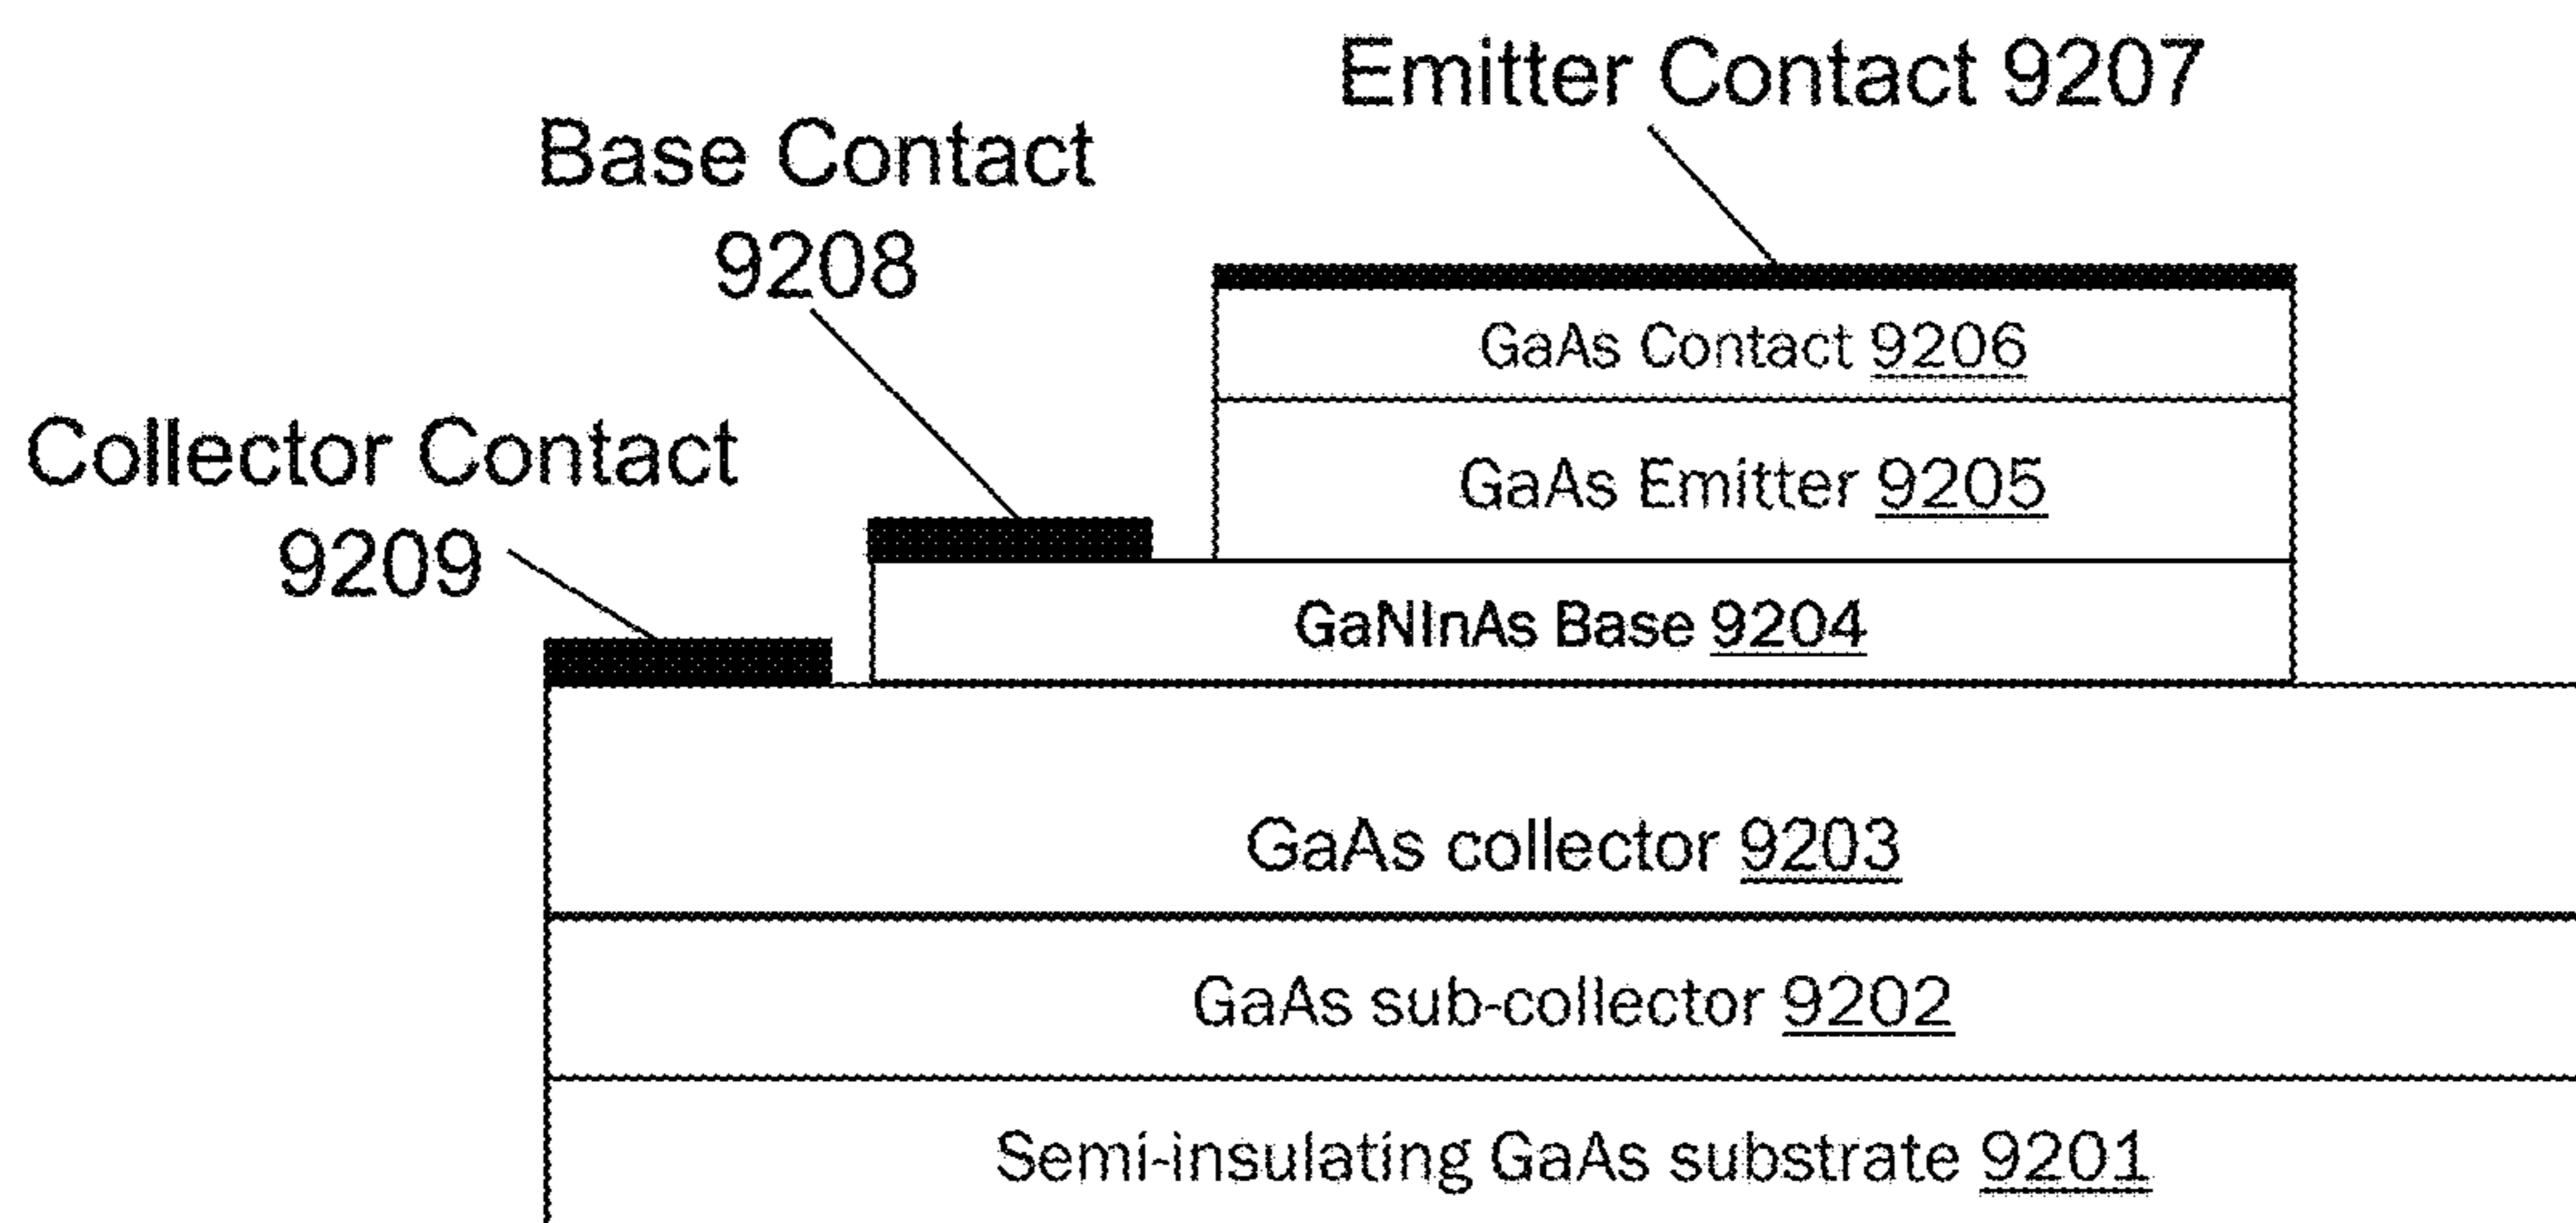 Emitter Contact 9207
Base Contact
9208
GaAs Contact 9206
Collector Contact
9209
GaAs Emitter 9205
GaNInAs Base 9204
GaAs collector 9203
GaAs sub-collector 9202
Semi-insulating GaAs substrate 9201